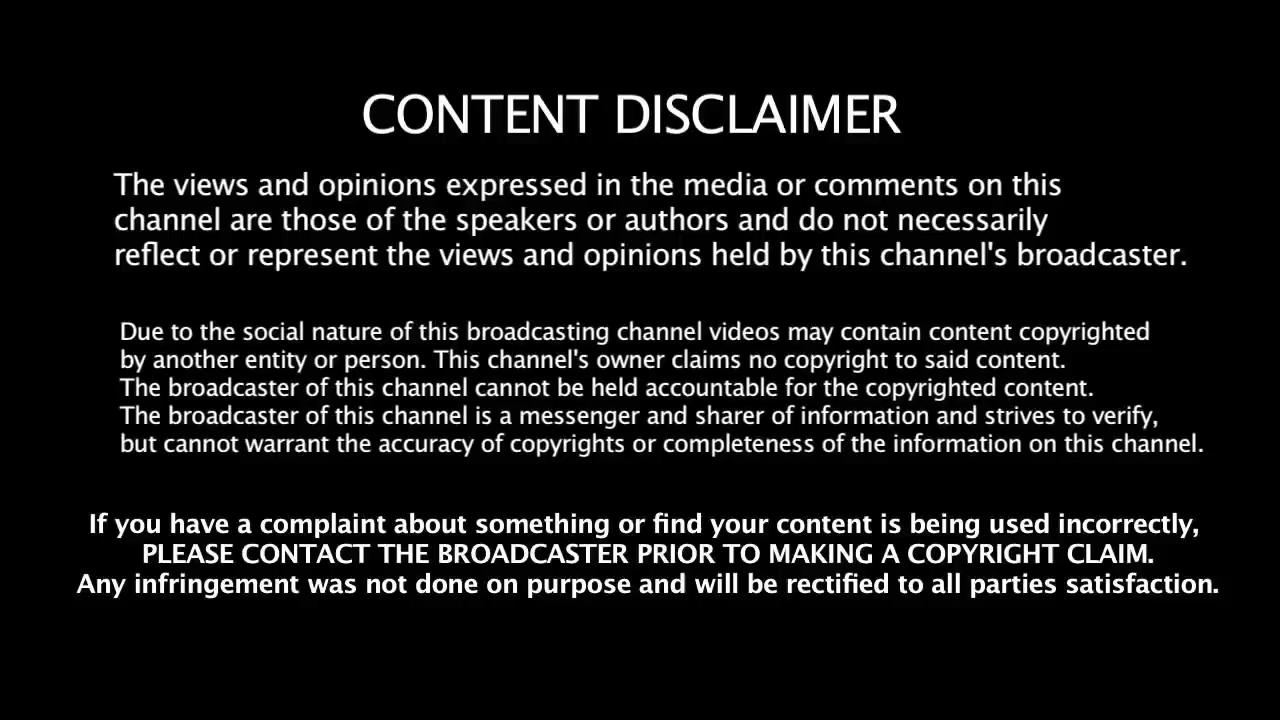 CONTENT DISCLAIMER
The views and opinions expressed in the media or comments on this
channel are those of the speakers or authors and do not necessarily
reflect or represent the views and opinions held by this channel's broadcaster.
Due to the social nature of this broadcasting channel videos may contain content copyrighted
by another entity or person. This channel's owner claims no copyright to said content.
The broadcaster of this channel cannot be held accountable for the copyrighted content.
The broadcaster of this channel is a messenger and sharer of information and strives to verify,
but cannot warrant the accuracy of copyrights or completeness of the information on this channel.
If you have a complaint about something or find your content is being used incorrectly,
PLEASE CONTACT THE BROADCASTER PRIOR TO MAKING A COPYRIGHT CLAIM.
Any infringement was not done on purpose and will be rectified to all parties satisfaction.